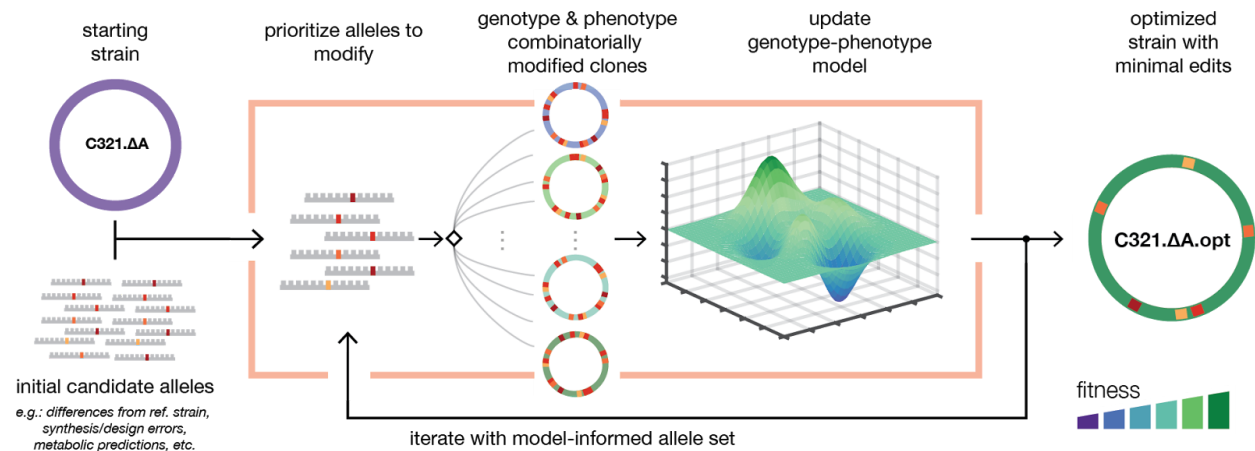 starting
strain
prioritize alleles to
modify
genotype & phenotype
combinatorially
modified clones
update
genotype-phenotype
model
optimized
strain with
minimal edits
C321.ΔA
C321.ΔA.opt
initial candidate alleles
e.g.: differences from ref. strain,
synthesis/design errors,
metabolic predictions, etc.
iterate with model-informed allele set
fitness